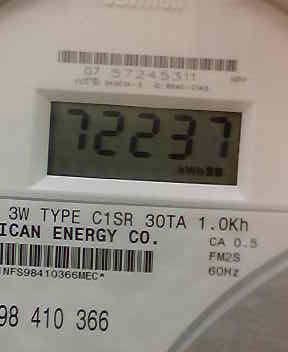 07 57245311
72237
kWh
3W TYPE C1SR 30TA 1.0Kh
ICAN ENERGY CO.
CA 0.5
FM2S
60Hz
INFS98410366MEC*
98 410 366